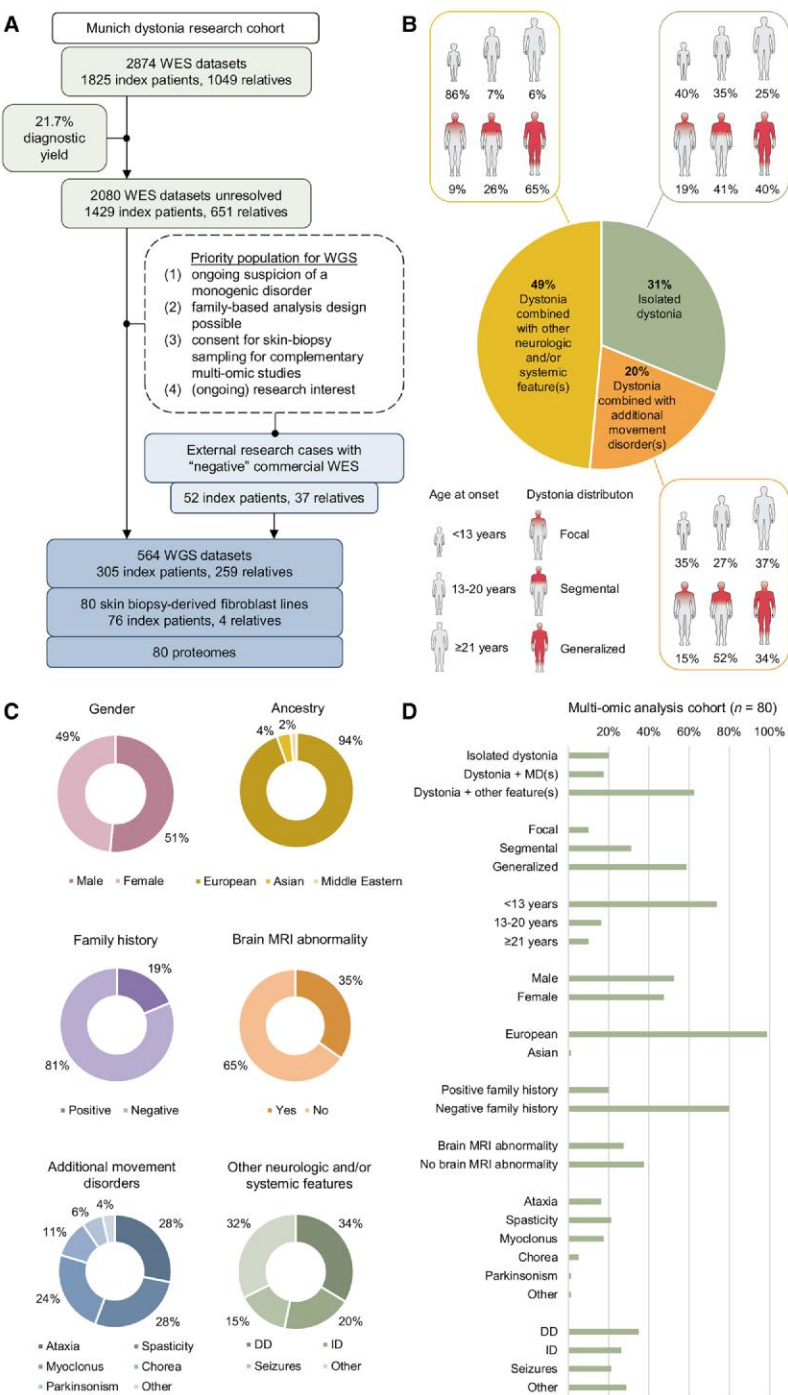 A
Munich dystonia research cohort
2874 WES datasets
1825 index patients, 1049 relatives
21.7%
diagnostic
yield
2080 WES datasets unresolved
1429 index patients, 651 relatives
Priority population for WGS
(1) ongoing suspicion of a
monogenic disorder
(2) family-based analysis design
possible
(3) consent for skin-biopsy
sampling for complementary
multi-omic studies
(4) (ongoing) research interest
External research cases with
"negative" commercial WES
52 index patients, 37 relatives
564 WGS datasets
305 index patients, 259 relatives
80 skin biopsy-derived fibroblast lines
76 index patients, 4 relatives
80 proteomes
B
86% 7% 6%
9% 26% 65%
40% 35% 25%
19% 41% 40%
49%
Dystonia
combined
with other
neurologic
and/or
systemic
feature(s)
31%
Isolated
dystonia
20%
Dystonia
combined with
additional
movement
disorder(s)
Age at onset Dystonia distributon
<13 years Focal
13-20 years Segmental
≥21 years Generalized
35% 27% 37%
15% 52% 34%
C
Gender
49%
51%
Male Female
Ancestry
4% 2% 94%
European Asian Middle Eastern
Family history
19%
81%
Positive Negative
Brain MRI abnormality
35%
65%
Yes No
Additional movement
disorders
4%
6% 28%
11%
24%
28%
Ataxia Spasticity
Myoclonus Chorea
Parkinsonism Other
Other neurologic and/or
systemic features
32% 34%
15% 20%
DD ID
Seizures Other
D
Multi-omic analysis cohort (n = 80)
20% 40% 60% 80% 100%
Isolated dystonia
Dystonia + MD(s)
Dystonia + other feature(s)
Focal
Segmental
Generalized
<13 years
13-20 years
≥21 years
Male
Female
European
Asian
Positive family history
Negative family history
Brain MRI abnormality
No brain MRI abnormality
Ataxia
Spasticity
Myoclonus
Chorea
Parkinsonism
Other
DD
ID
Seizures
Other